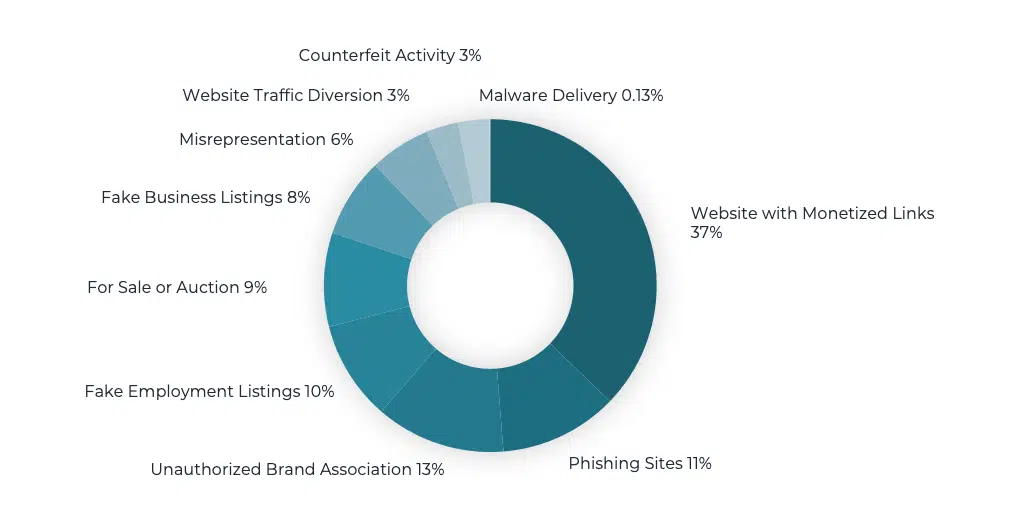 Counterfeit Activity 3%
Website Traffic Diversion 3%
Malware Delivery 0.13%
Misrepresentation 6%
Fake Business Listings 8%
Website with Monetized Links
37%
For Sale or Auction 9%
Fake Employment Listings 10%
Phishing Sites 11%
Unauthorized Brand Association 13%